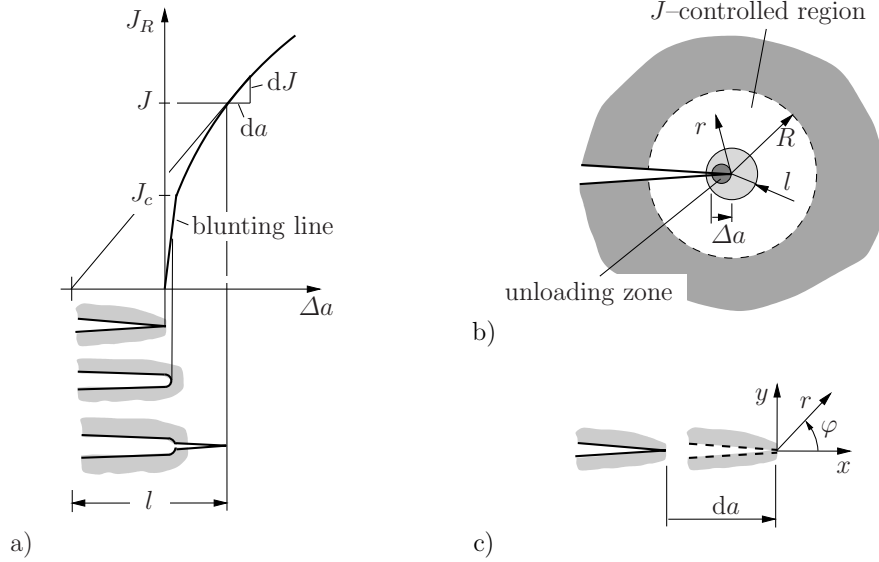 J_R
J
dJ
da
J_c
blunting line
Δa
l
a)
J–controlled region
r
R
l
Δa
unloading zone
b)
y
r
φ
x
da
c)